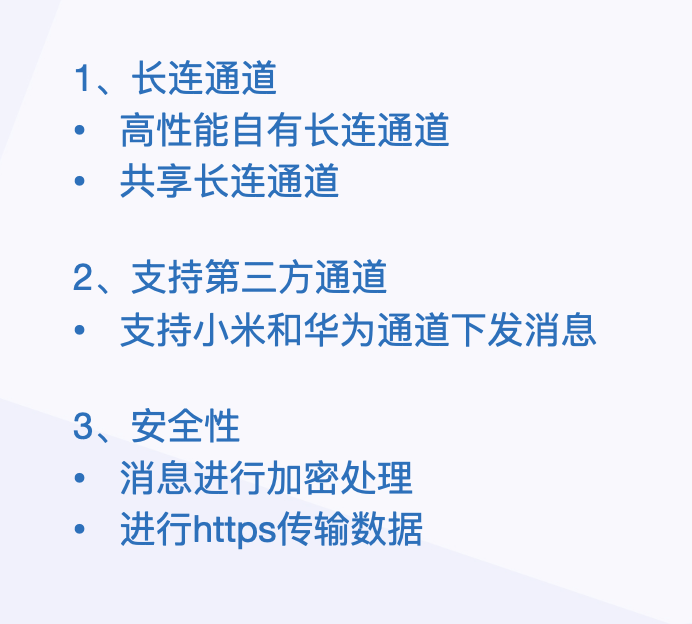 1、长连通道
• 高性能自有长连通道
• 共享长连通道
2、支持第三方通道
• 支持小米和华为通道下发消息
3、安全性
• 消息进行加密处理
• 进行https传输数据